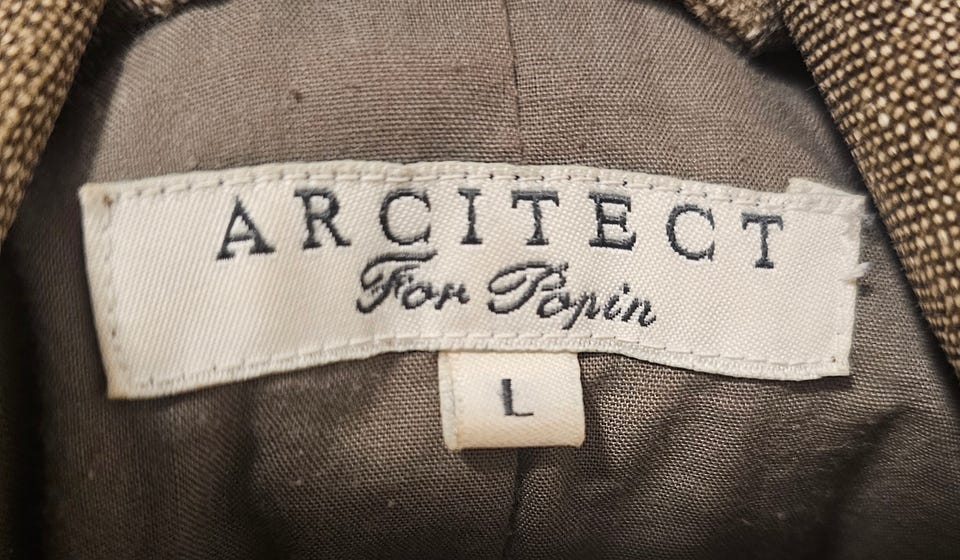 ARCITECT
For Popin
L